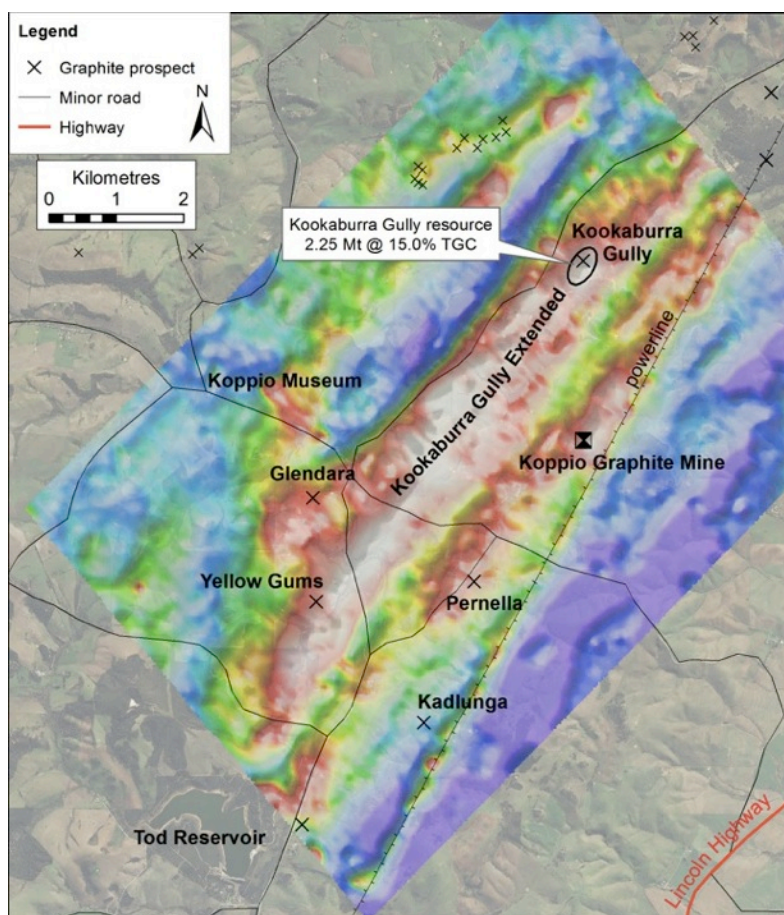 Legend
Graphite prospect
Minor road
Highway
N
Kilometres
0 1 2
Kookaburra Gully resource
2.25 Mt @ 15.0% TGC
Kookaburra
Gully
Kookaburra Gully Extended
powerline
Koppio Museum
Koppio Graphite Mine
Glendara
Yellow Gums
Pernella
Kadlunga
Tod Reservoir
Lincoln Highway